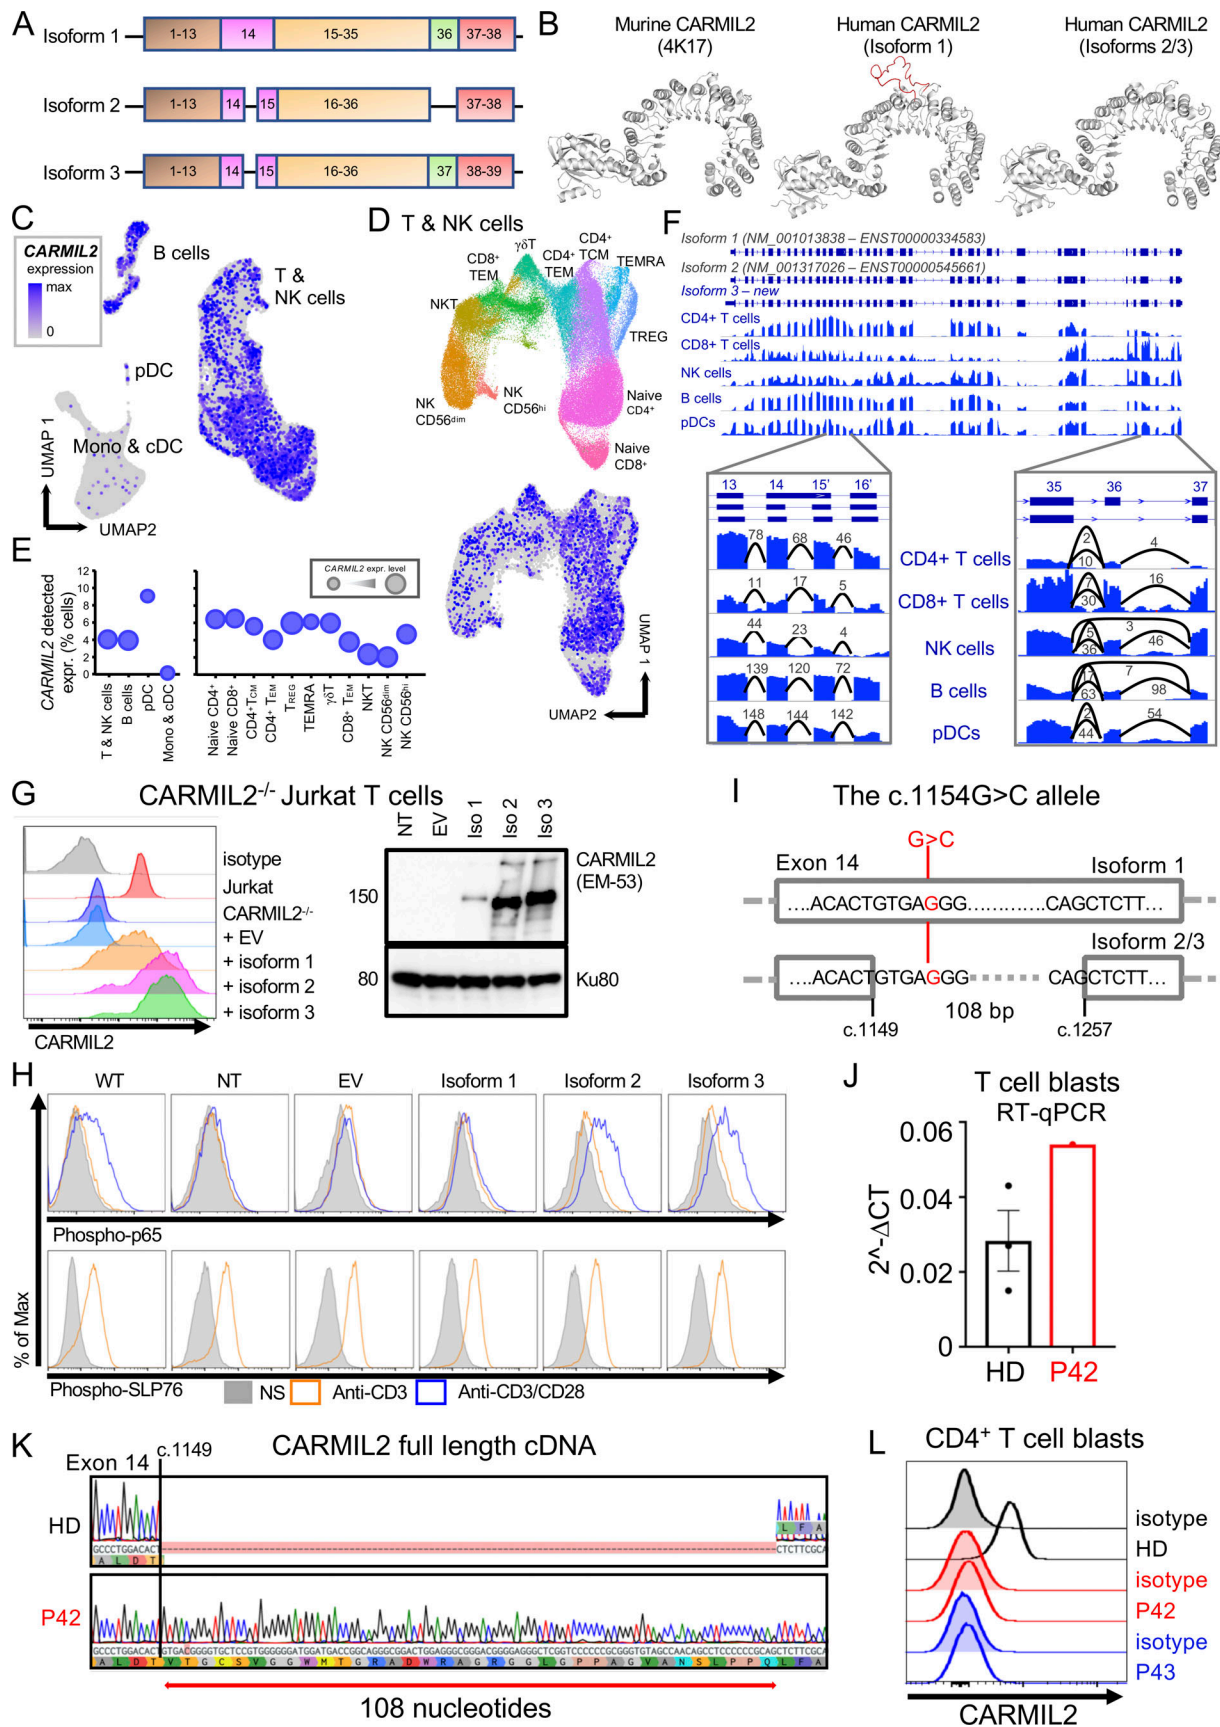 A
Isoform 1
1-13
14
15-35
36
37-38
Isoform 2
1-13
14
15
16-36
37-38
Isoform 3
1-13
14
15
16-36
37
38-39
B
Murine CARMIL2
(4K17)
Human CARMIL2
(Isoform 1)
Human CARMIL2
(Isoforms 2/3)
C
CARMIL2
expression
max
0
B cells
T &
NK cells
pDC
Mono & cDC
UMAP 1
UMAP2
D
T & NK cells
CD8+
TEM
γδT
CD4+
TEM
CD4+
TCM
TEMRA
NKT
TREG
NK
CD56dim
NK
CD56hi
Naive
CD4+
Naive
CD8+
UMAP 1
UMAP2
E
CARMIL2 detected
expr. (% cells)
12
10
8
6
4
2
0
CARMIL2 expr. level
T & NK cells
B cells
pDC
Mono & cDC
Naive CD4+
Naive CD8+
CD4+TCM
CD4+ TEM
TREG
TEMRA
γδT
CD8+ TEM
NKT
NK CD56dim
NK CD56hi
F
Isoform 1 (NM_001013838 – ENST00000334583)
Isoform 2 (NM_001317026 – ENST00000545661)
Isoform 3 – new
CD4+ T cells
CD8+ T cells
NK cells
B cells
pDCs
13 14 15' 16'
78 68 46
11 17 5
44 23 4
139 120 72
148 144 142
CD4+ T cells
CD8+ T cells
NK cells
B cells
pDCs
35 36 37
2
10
4
7
30
16
3
5
36
46
7
17
63
98
2
44
54
G
CARMIL2-/- Jurkat T cells
isotype
Jurkat
CARMIL2-/-
+ EV
+ isoform 1
+ isoform 2
+ isoform 3
CARMIL2
NT
EV
Iso 1
Iso 2
Iso 3
150
CARMIL2
(EM-53)
80
Ku80
H
WT
NT
EV
Isoform 1
Isoform 2
Isoform 3
Phospho-p65
% of Max
Phospho-SLP76
NS
Anti-CD3
Anti-CD3/CD28
I
The c.1154G>C allele
G>C
Exon 14
Isoform 1
....ACACTGTGAGGG.............CAGCTCTT...
Isoform 2/3
....ACACTGTGAGGG
CAGCTCTT...
108 bp
c.1149
c.1257
J
T cell blasts
RT-qPCR
2^-ΔCT
0.06
0.04
0.02
0
HD
P42
K
CARMIL2 full length cDNA
Exon 14
c.1149
HD
GCCCTGGACACT
CTCTTCGCA
A L D T
L F A
P42
A L D T V T G C S V G G W M T G R A D W R A G R G G L G P P A G V A N S L P P Q L F A
108 nucleotides
L
CD4+ T cell blasts
isotype
HD
isotype
P42
isotype
P43
CARMIL2